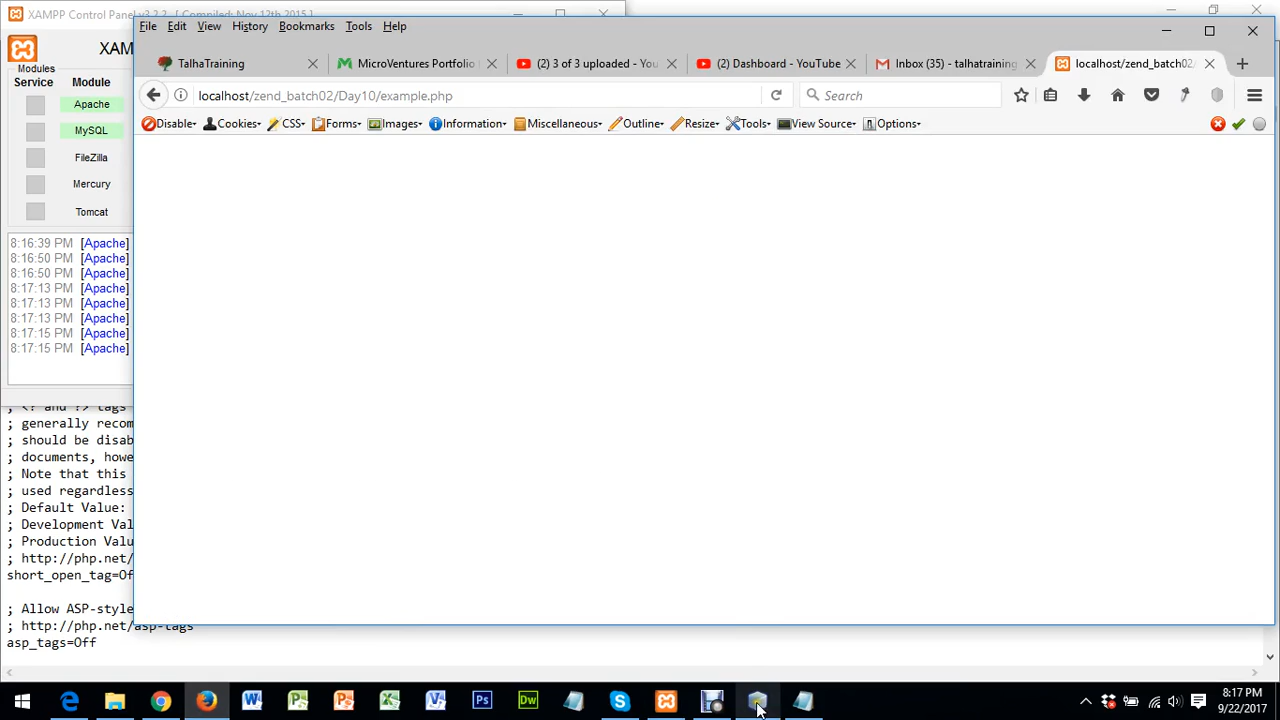 XAMPP Control Panel v3.2.2 [ Compiled: Nov 12th 2015 ]
File Edit View History Bookmarks Tools Help
XAM
Modules
Service Module
Apache
MySQL
FileZilla
Mercury
Tomcat
TalhaTraining
MicroVentures Portfolio
(2) 3 of 3 uploaded - You
(2) Dashboard - YouTube
Inbox (35) - talhatraining
localhost/zend_batch02/
localhost/zend_batch02/Day10/example.php
Search
Disable Cookies CSS Forms Images Information Miscellaneous Outline Resize Tools View Source Options
8:16:39 PM [Apache]
8:16:50 PM [Apache]
8:16:50 PM [Apache]
8:17:13 PM [Apache]
8:17:13 PM [Apache]
8:17:13 PM [Apache]
8:17:15 PM [Apache]
8:17:15 PM [Apache]
; <? and ?> tags
; generally recom
; should be disab
; documents, howe
; Note that this
; used regardless
; Default Value:
; Development Val
; Production Valu
; http://php.net/
short_open_tag=Of
; Allow ASP-style
; http://php.net/asp-tags
asp_tags=Off
Ps
Dw
8:17 PM
9/22/2017